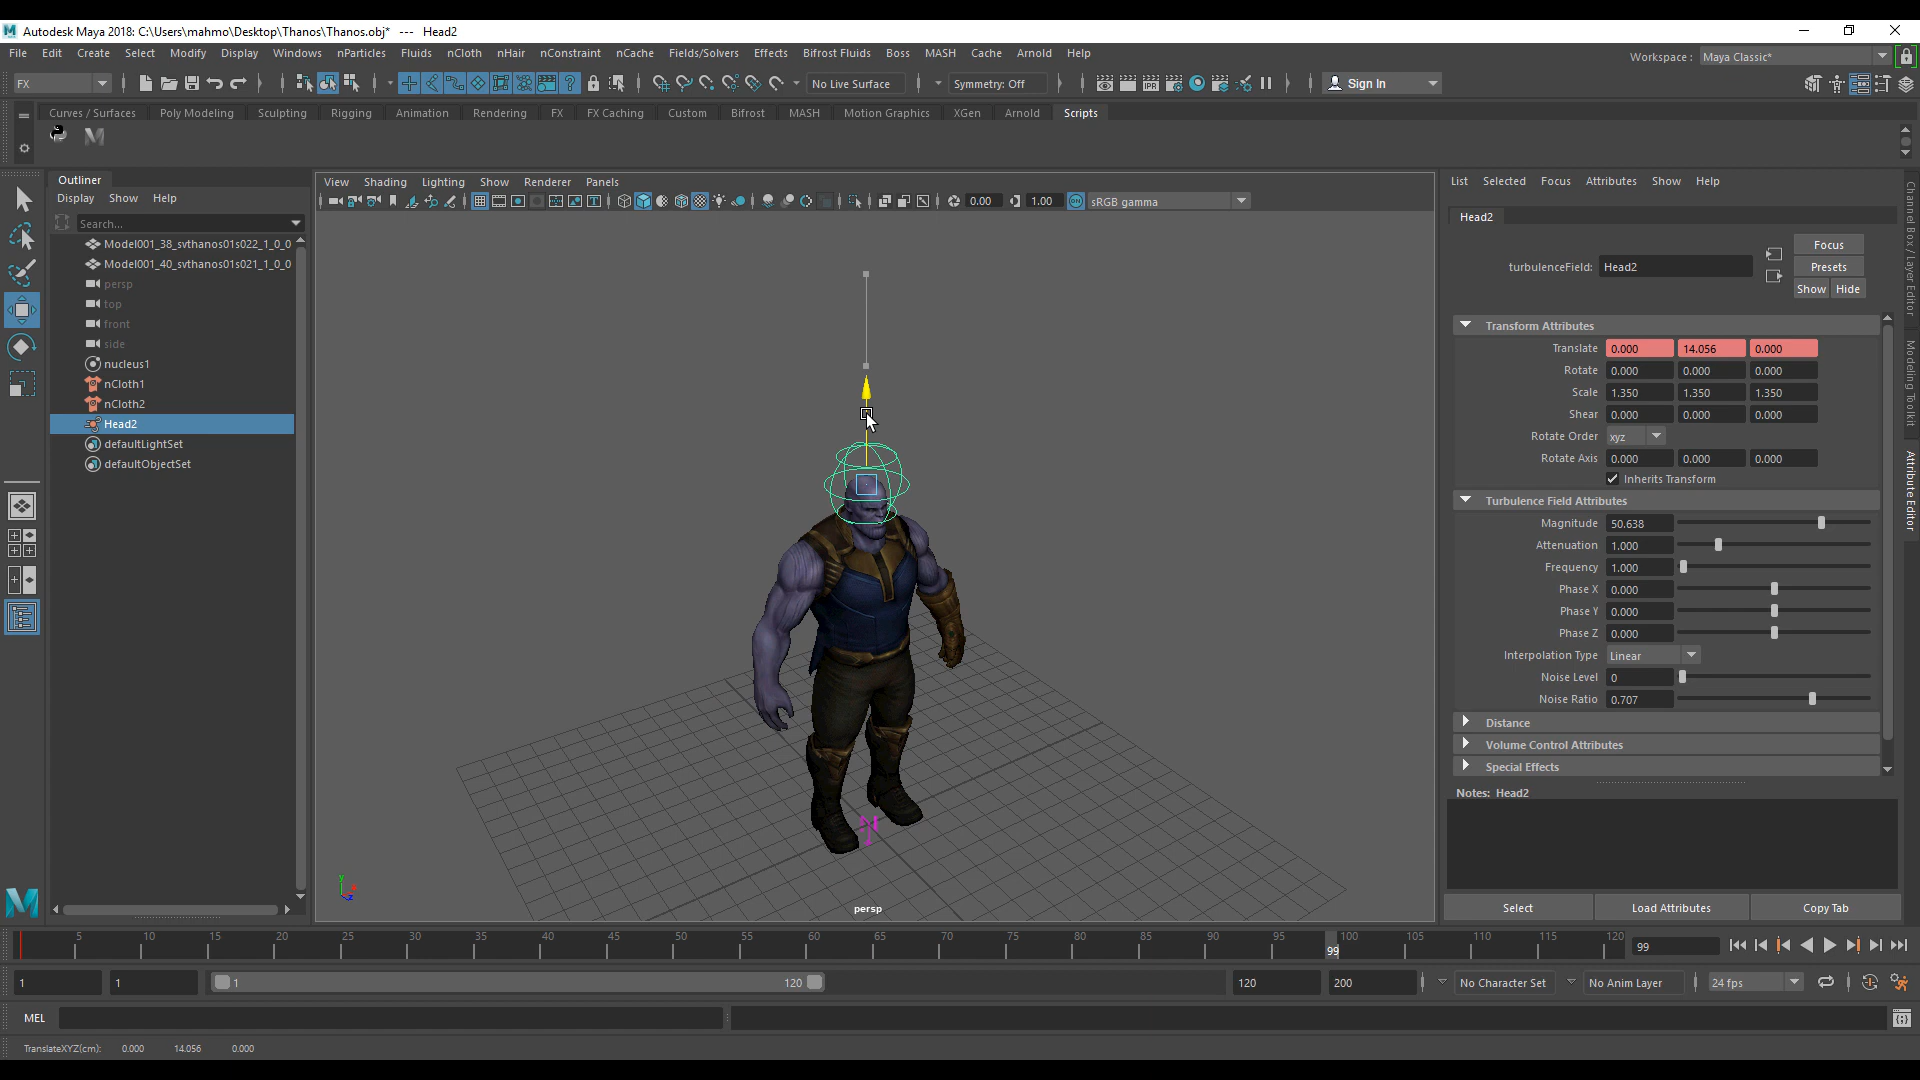 Autodesk Maya 2018: C:\Users\mahmo\Desktop\Thanos\Thanos.obj*  ---  Head2
File Edit Create Select Modify Display Windows nParticles Fluids nCloth nHair nConstraint nCache Fields/Solvers Effects Bifrost Fluids Boss MASH Cache Arnold Help
Workspace : Maya Classic*
FX No Live Surface Symmetry: Off IPR Sign In
Curves / Surfaces Poly Modeling Sculpting Rigging Animation Rendering FX FX Caching Custom Bifrost MASH Motion Graphics XGen Arnold Scripts
Outliner
Display Show Help
Search...
Model001_38_svthanos01s022_1_0_0
Model001_40_svthanos01s021_1_0_0
persp
top
front
side
nucleus1
nCloth1
nCloth2
Head2
defaultLightSet
defaultObjectSet
View Shading Lighting Show Renderer Panels
0.00 1.00 ON sRGB gamma
persp
List Selected Focus Attributes Show Help
Head2
turbulenceField: Head2
Focus
Presets
Show Hide
Transform Attributes
Translate 0.000 14.056 0.000
Rotate 0.000 0.000 0.000
Scale 1.350 1.350 1.350
Shear 0.000 0.000 0.000
Rotate Order xyz
Rotate Axis 0.000 0.000 0.000
Inherits Transform
Turbulence Field Attributes
Magnitude 50.638
Attenuation 1.000
Frequency 1.000
Phase X 0.000
Phase Y 0.000
Phase Z 0.000
Interpolation Type Linear
Noise Level 0
Noise Ratio 0.707
Distance
Volume Control Attributes
Special Effects
Notes: Head2
Select Load Attributes Copy Tab
Channel Box / Layer Editor
Modeling Toolkit
Attribute Editor
5 10 15 20 25 30 35 40 45 50 55 60 65 70 75 80 85 90 95 100 105 110 115 120
99 99
1 1 1 120 120 200 No Character Set No Anim Layer 24 fps
MEL
TranslateXYZ(cm): 0.000 14.056 0.000